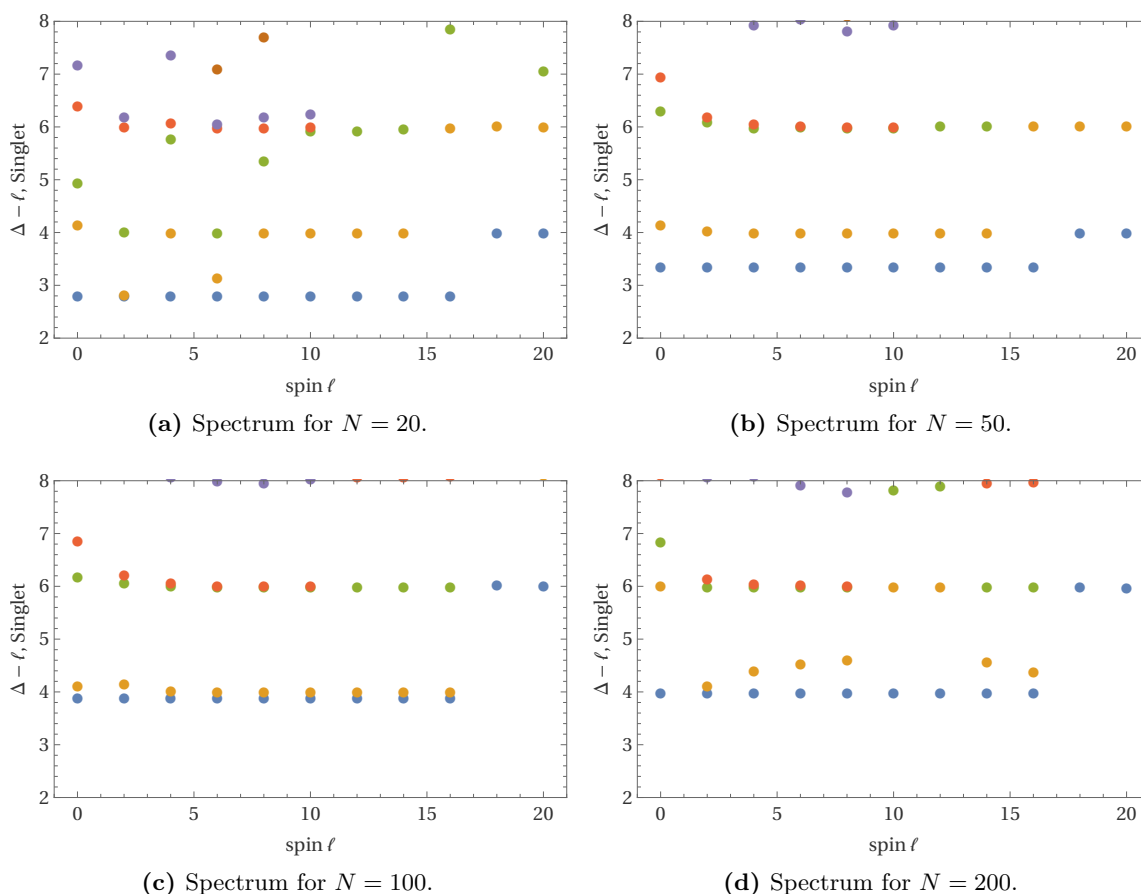 8
7
6
5
4
3
2
Δ − ℓ, Singlet
0 5 10 15 20
spin ℓ
(a) Spectrum for N = 20.
8
7
6
5
4
3
2
Δ − ℓ, Singlet
0 5 10 15 20
spin ℓ
(b) Spectrum for N = 50.
8
7
6
5
4
3
2
Δ − ℓ, Singlet
0 5 10 15 20
spin ℓ
(c) Spectrum for N = 100.
8
7
6
5
4
3
2
Δ − ℓ, Singlet
0 5 10 15 20
spin ℓ
(d) Spectrum for N = 200.